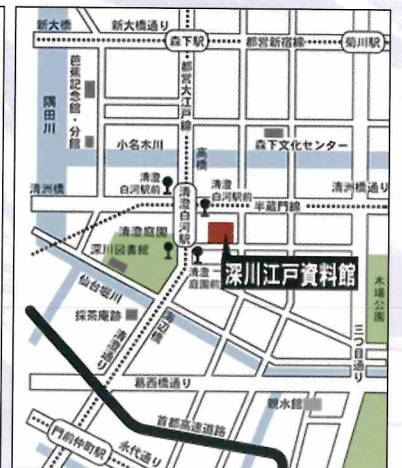 新大橋
新大橋通り
森下駅
都営新宿線
菊川駅
芭蕉記念館・分館
都営大江戸線
隅田川
小名木川
高橋
森下文化センター
清澄白河駅前
清澄白河駅前
清洲橋
清洲橋通り
清澄白河駅
半蔵門線
清澄庭園
深川図書館
清澄庭園前
深川江戸資料館
木場公園
仙台堀川
採荼庵跡
海辺橋
清澄通り
三つ目通り
葛西橋通り
親水館
首都高速道路
門前仲町駅
永代通り